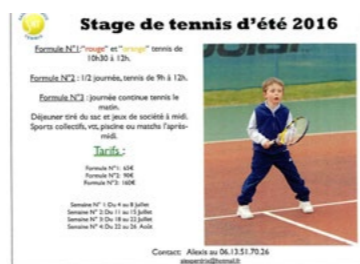 Stage de tennis d'été 2016
Formule N°1:"rouge" et "orange" tennis de
10h30 à 12h.
Formule N°2 : 1/2 journée, tennis de 9h à 12h.
Formule N°3 : journée continue tennis le
matin.
Déjeuner tiré du sac et jeux de société à midi.
Sports collectifs, vtt, piscine ou matchs l'après-
midi.
Tarifs :
Formule N°1: 65€
Formule N°2: 90€
Formule N°3: 160€
Semaine N° 1 Du 4 au 8 Juillet
Semaine N° 2: Du 11 au 15 Juillet
Semaine N° 3 Du 18 au 22 Juillet
Semaine N° 4 Du 22 au 26 Août
Contact: Alexis au 06.13.51.70.26